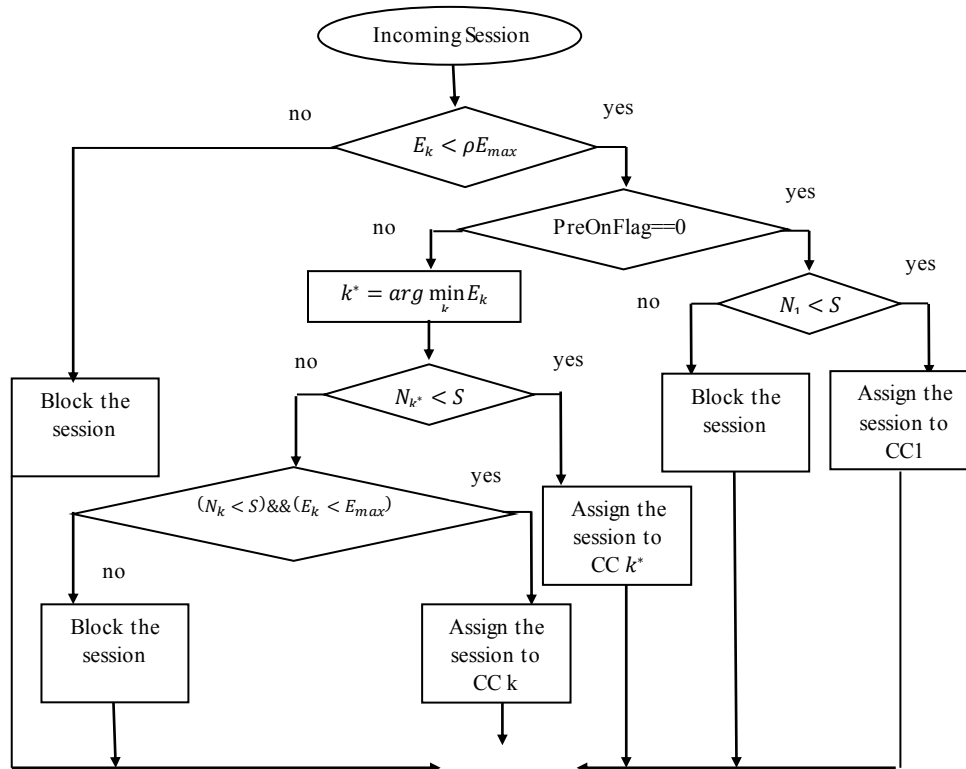 Incoming Session
no
yes
E_k < ρE_max
yes
no
PreOnFlag==0
yes
k* = arg min_k E_k
no
N_1 < S
no
yes
Block the
session
N_k* < S
Block the
session
Assign the
session to
CC1
yes
(N_k < S)&&(E_k < E_max)
Assign the
session to
CC k*
no
Block the
session
Assign the
session to
CC k